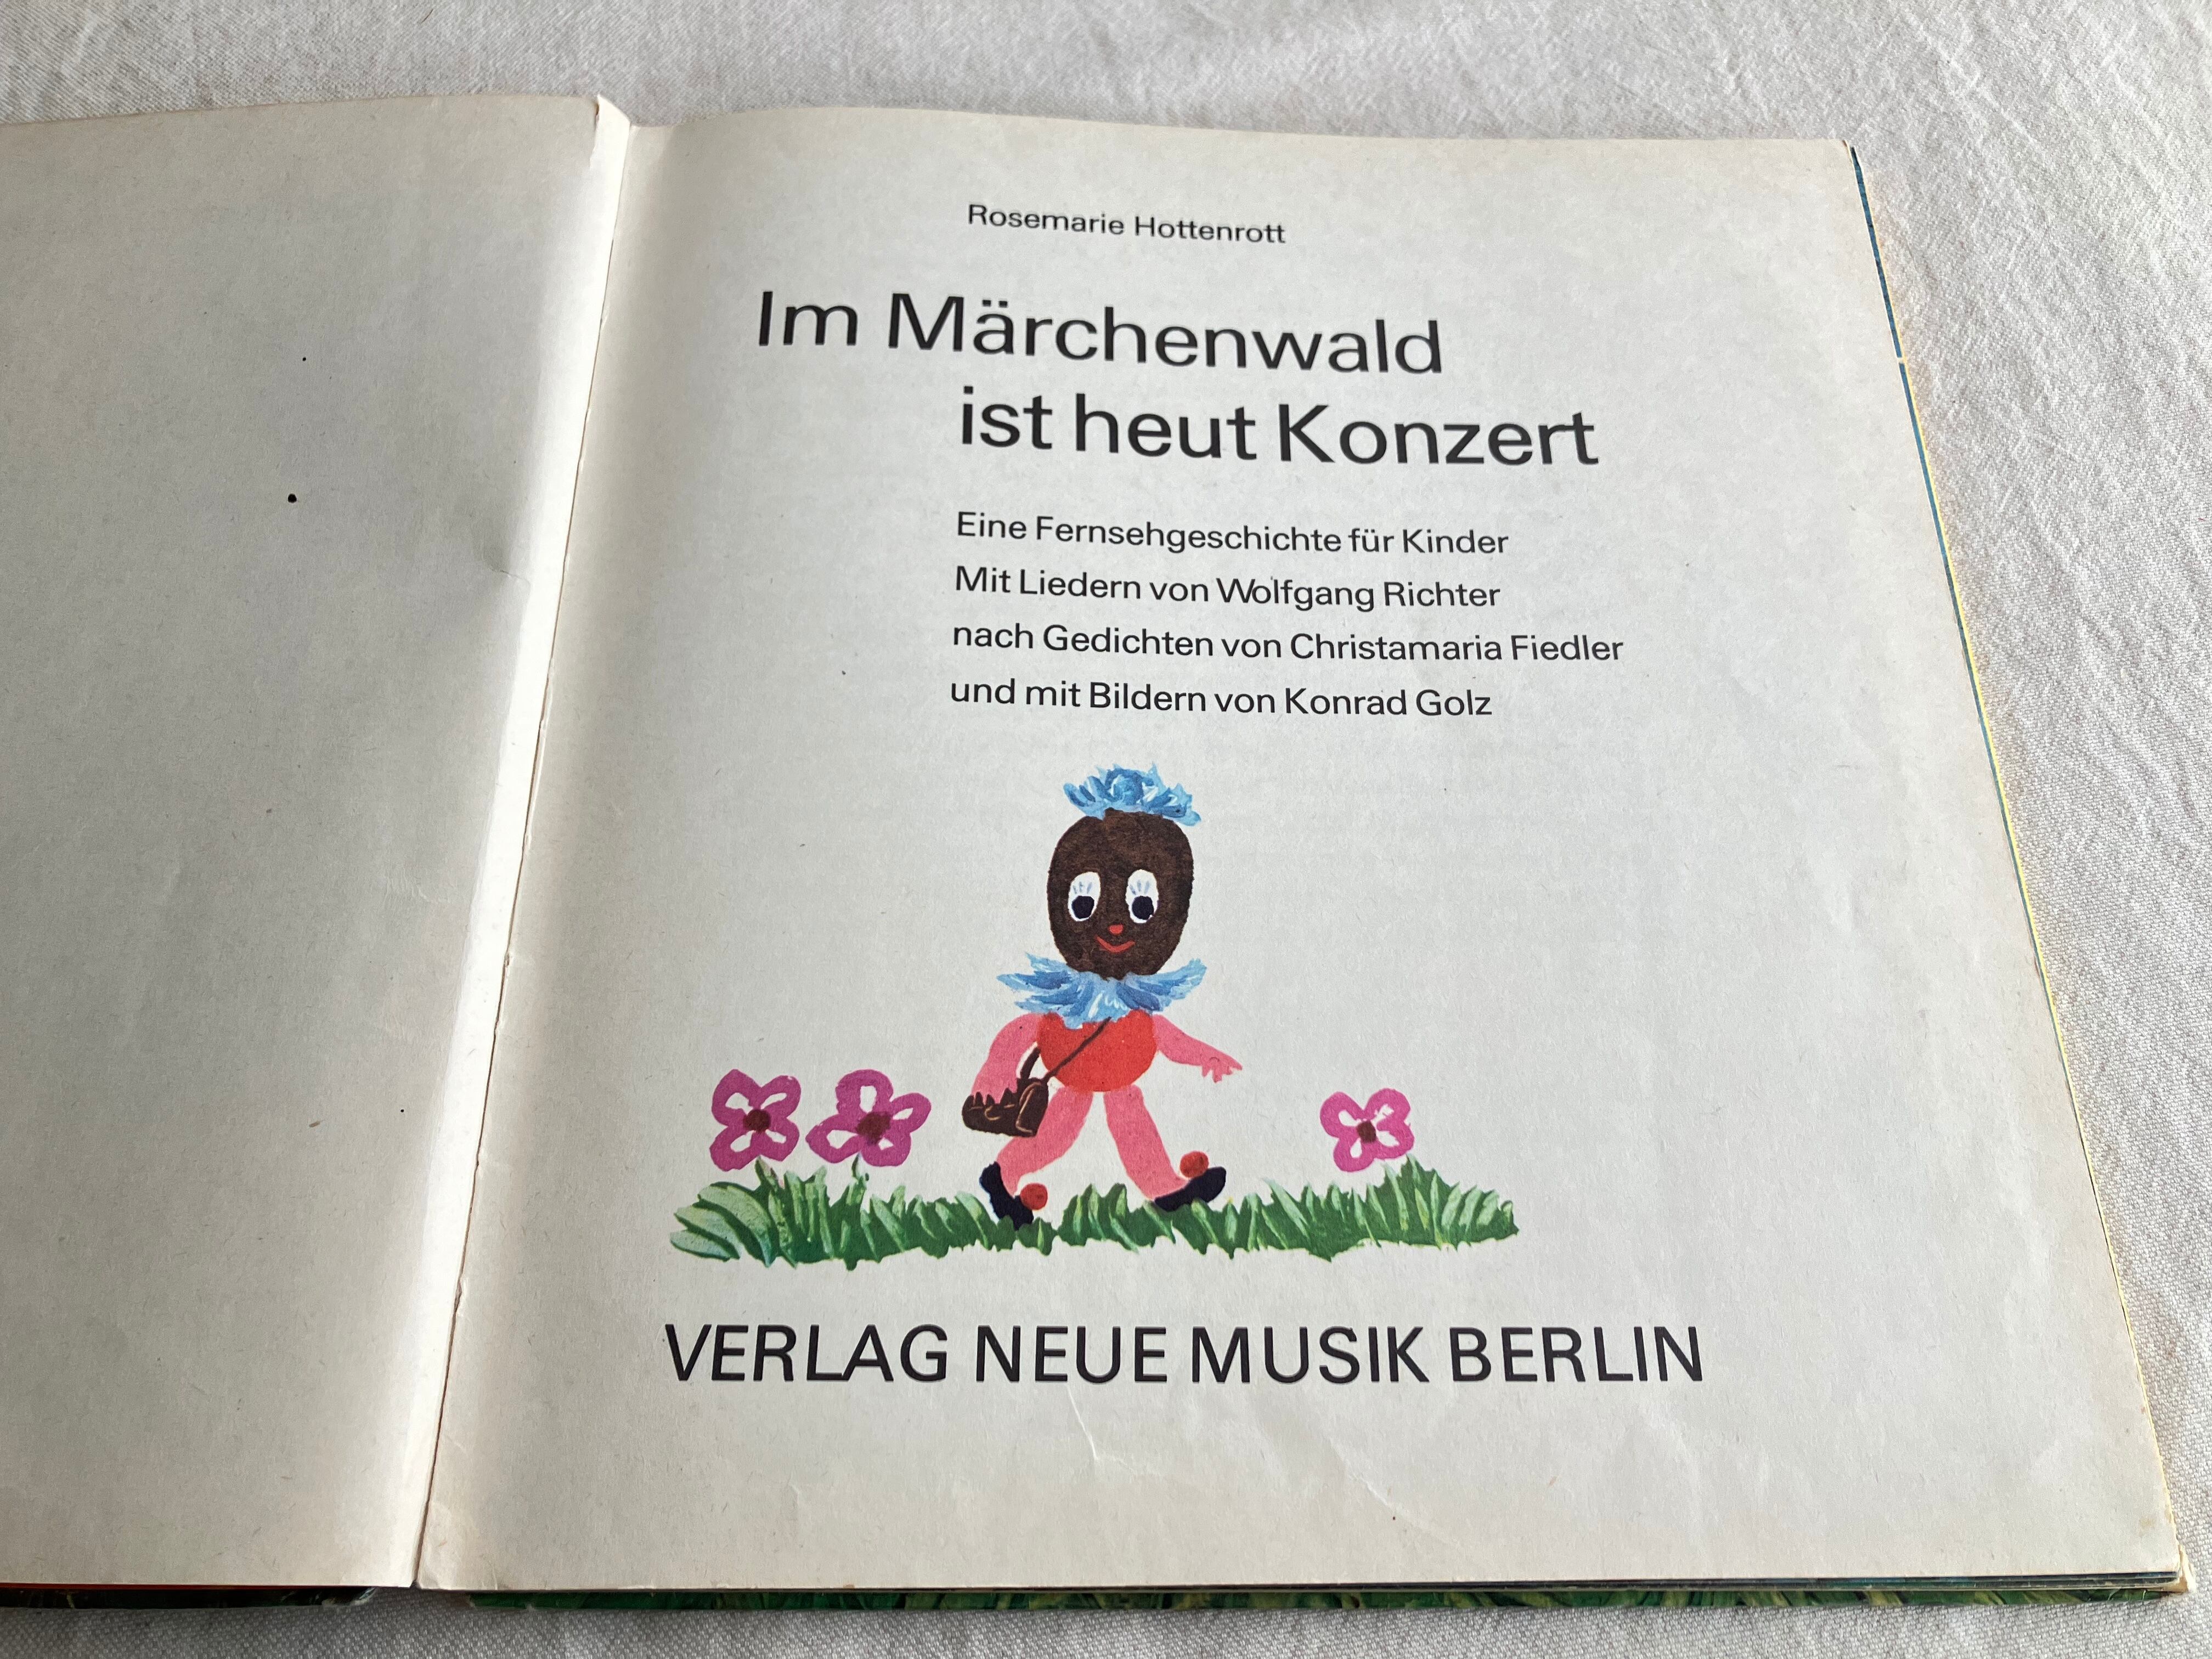 Rosemarie Hottenrott
Im Märchenwald
ist heut Konzert
Eine Fernsehgeschichte für Kinder
Mit Liedern von Wolfgang Richter
nach Gedichten von Christamaria Fiedler
und mit Bildern von Konrad Golz
VERLAG NEUE MUSIK BERLIN